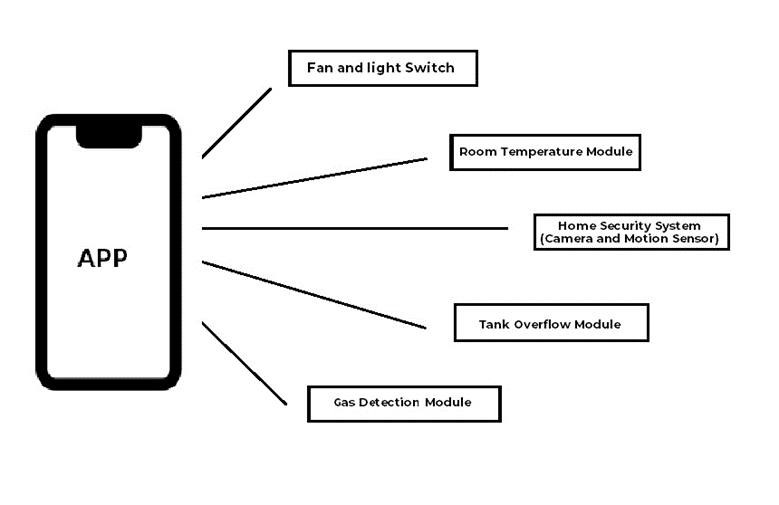 Fan and light Switch
Room Temperature Module
Home Security System
(Camera and Motion Sensor)
APP
Tank Overflow Module
Gas Detection Module